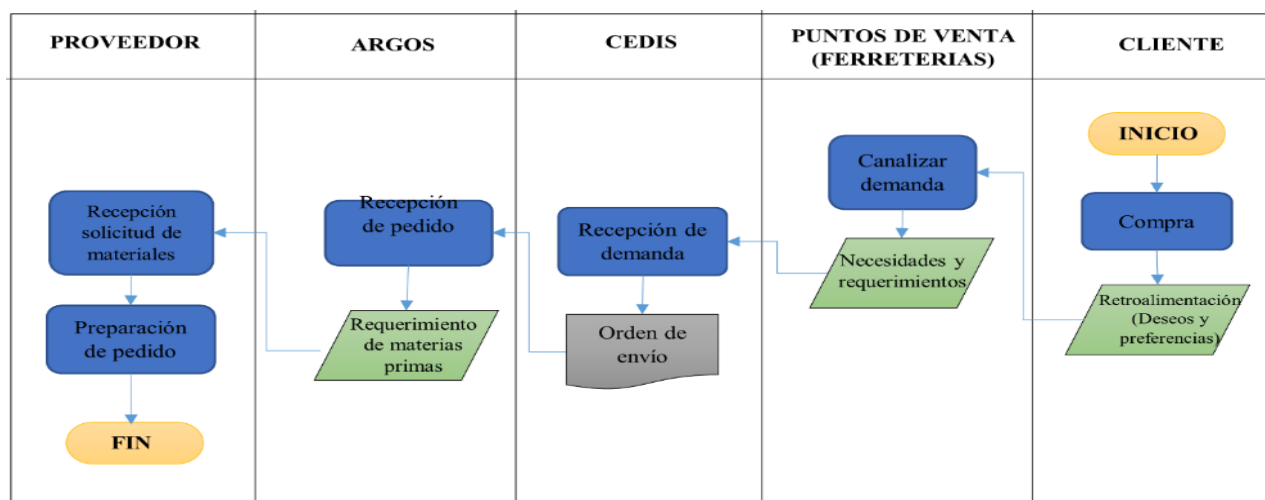 PROVEEDOR
ARGOS
CEDIS
PUNTOS DE VENTA
(FERRETERIAS)
CLIENTE
Recepción
solicitud de
materiales
Preparación
de pedido
FIN
Recepción
de pedido
Requerimiento
de materias
primas
Recepción de
demanda
Orden de
envío
Canalizar
demanda
Necesidades y
requerimientos
INICIO
Compra
Retroalimentación
(Deseos y
preferencias)